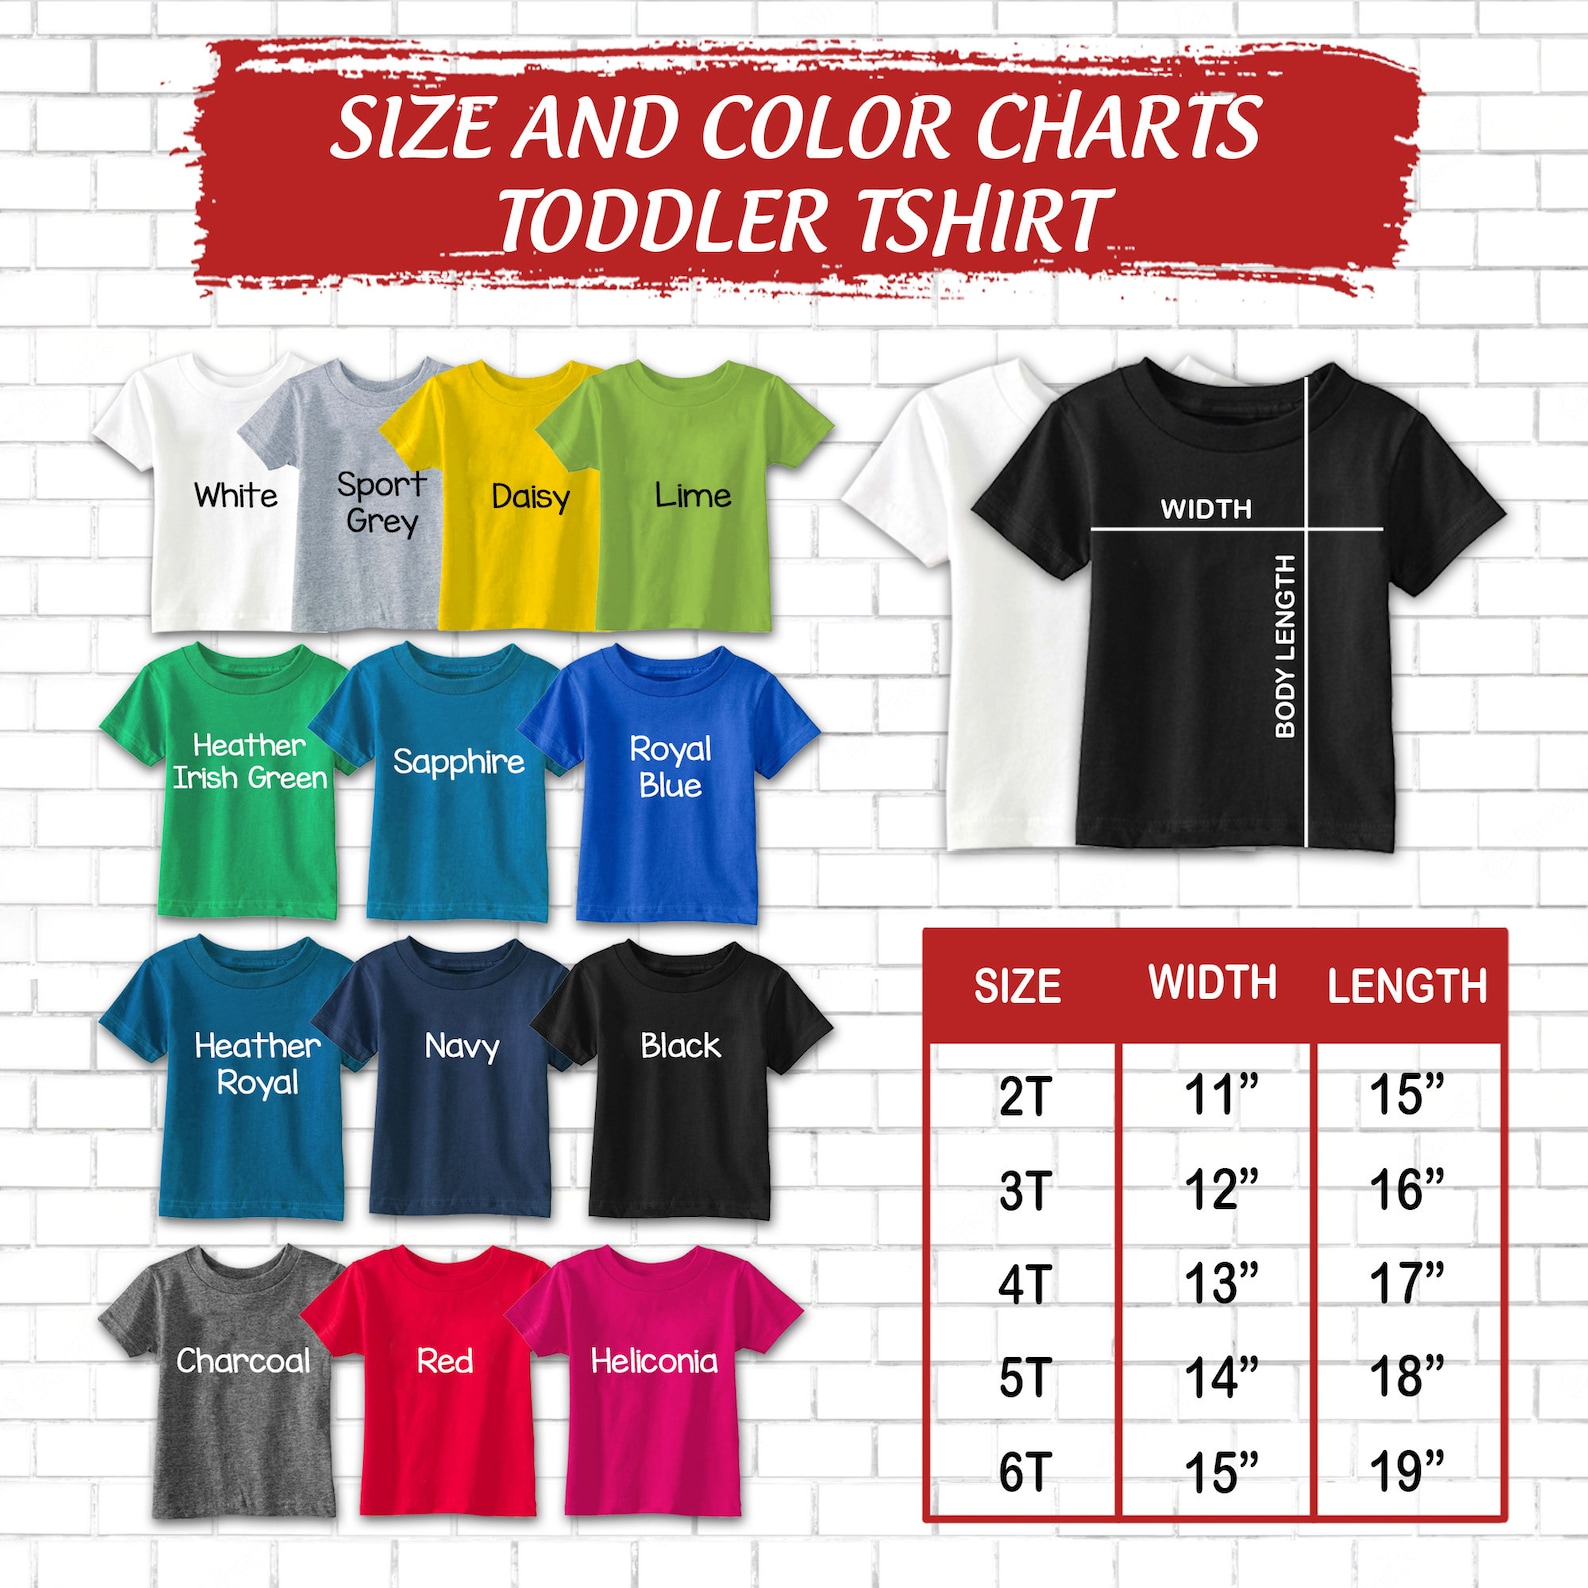 SIZE AND COLOR CHARTS
TODDLER TSHIRT
White
Sport
Grey
Daisy
Lime
Heather
Irish Green
Sapphire
Royal
Blue
Heather
Royal
Navy
Black
Charcoal
Red
Heliconia
WIDTH
BODY LENGTH
SIZE WIDTH LENGTH
2T 11” 15”
3T 12” 16”
4T 13” 17”
5T 14” 18”
6T 15” 19”